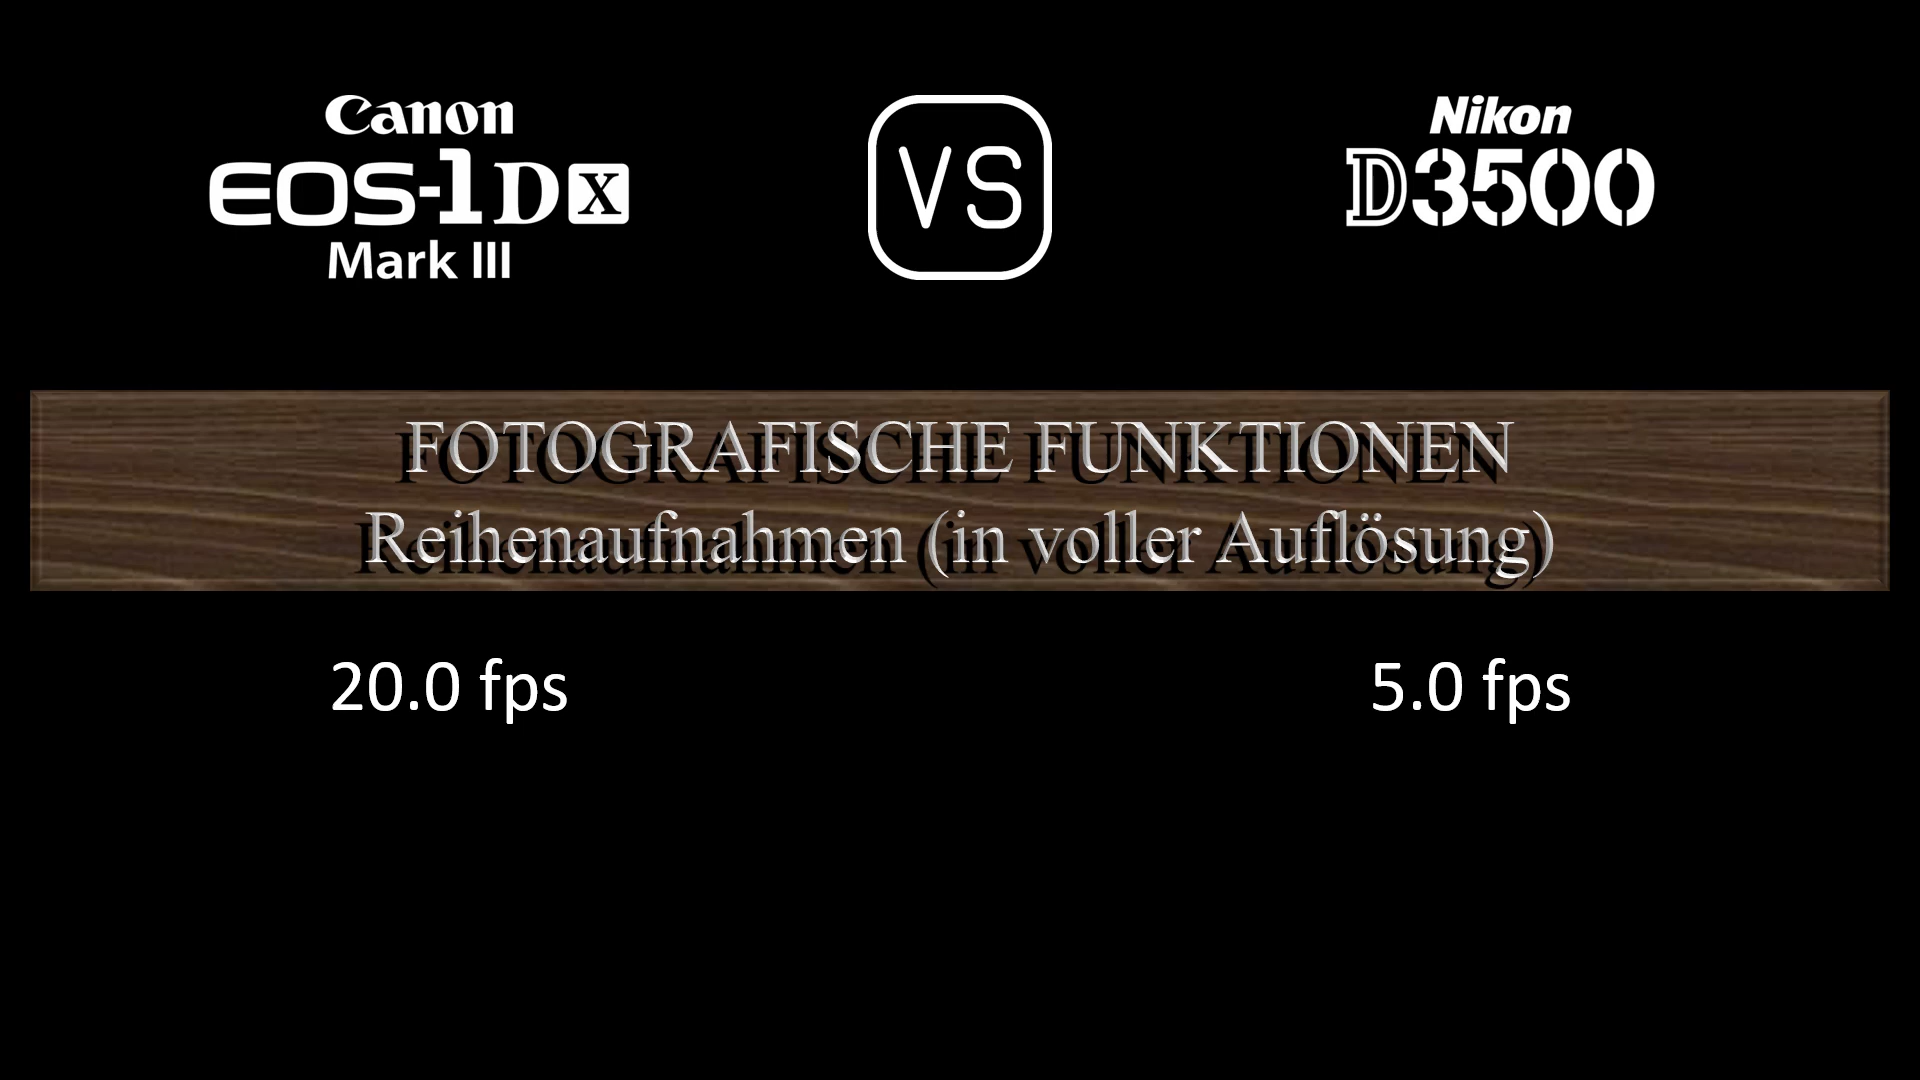 Canon
EOS-1DX
Mark III
VS
Nikon
D3500
FOTOGRAFISCHE FUNKTIONEN
Reihenaufnahmen (in voller Auflösung)
20.0 fps
5.0 fps